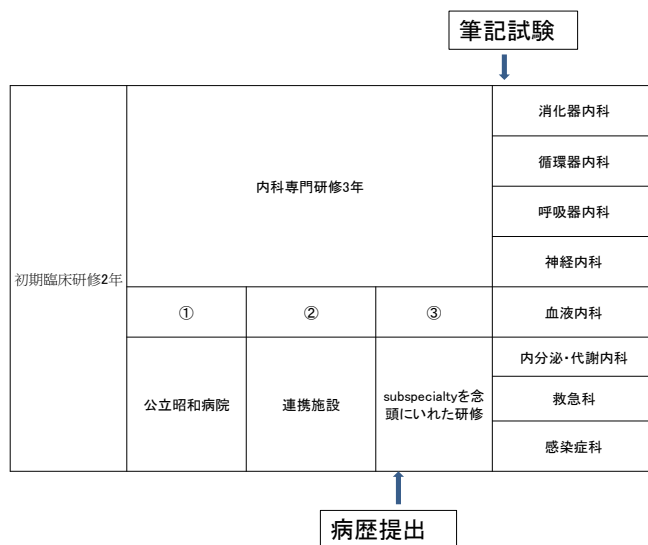 筆記試験
初期臨床研修2年
内科専門研修3年
①
②
③
公立昭和病院
連携施設
subspecialtyを念
頭にいれた研修
消化器内科
循環器内科
呼吸器内科
神経内科
血液内科
内分泌・代謝内科
救急科
感染症科
病歴提出